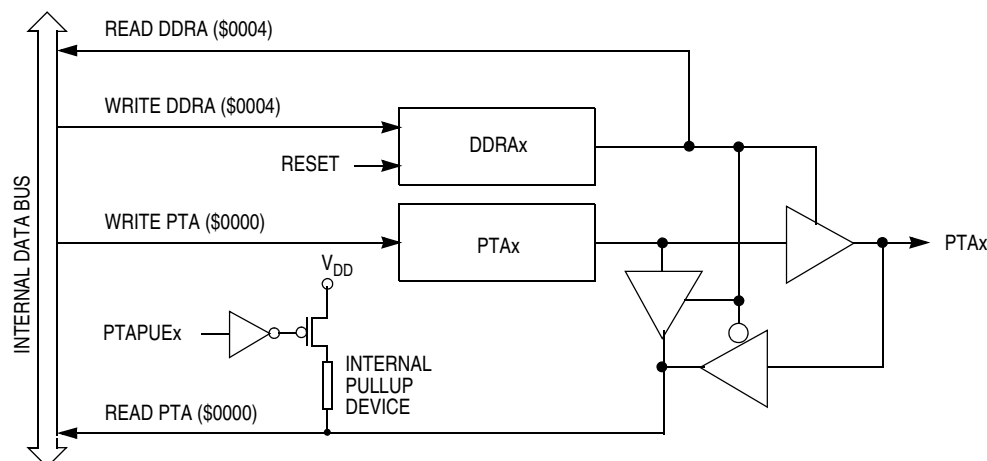 READ DDRA ($0004)
WRITE DDRA ($0004)
DDRAx
RESET
INTERNAL DATA BUS
WRITE PTA ($0000)
PTAx
PTAx
VDD
PTAPUEx
INTERNAL
PULLUP
DEVICE
READ PTA ($0000)